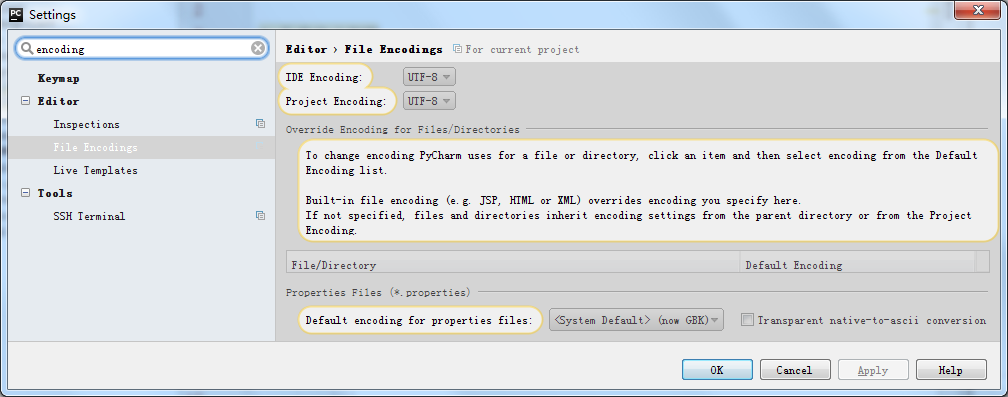 PC Settings
encoding
Keymap
Editor
Inspections
File Encodings
Live Templates
Tools
SSH Terminal
Editor › File Encodings For current project
IDE Encoding: UTF-8
Project Encoding: UTF-8
Override Encoding for Files/Directories
To change encoding PyCharm uses for a file or directory, click an item and then select encoding from the Default
Encoding list.
Built-in file encoding (e.g. JSP, HTML or XML) overrides encoding you specify here.
If not specified, files and directories inherit encoding settings from the parent directory or from the Project
Encoding.
File/Directory Default Encoding
Properties Files (*.properties)
Default encoding for properties files: <System Default> (now GBK) Transparent native-to-ascii conversion
OK Cancel Apply Help